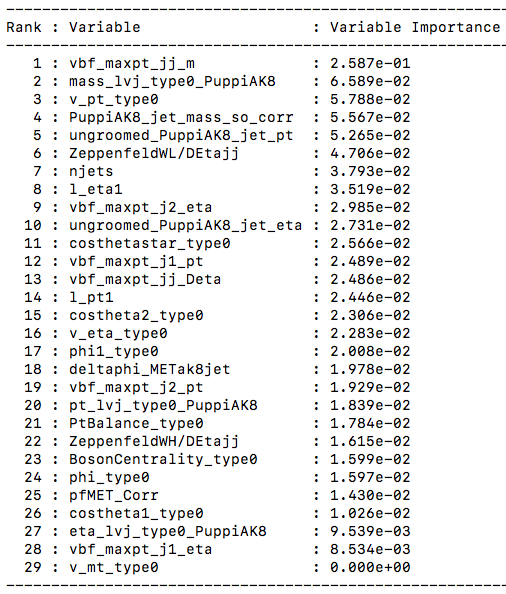 --------------------------------------------------------
Rank : Variable                   : Variable Importance
--------------------------------------------------------
   1 : vbf_maxpt_jj_m             : 2.587e-01
   2 : mass_lvj_type0_PuppiAK8    : 6.589e-02
   3 : v_pt_type0                 : 5.788e-02
   4 : PuppiAK8_jet_mass_so_corr  : 5.567e-02
   5 : ungroomed_PuppiAK8_jet_pt  : 5.265e-02
   6 : ZeppenfeldWL/DEtajj        : 4.706e-02
   7 : njets                      : 3.793e-02
   8 : l_eta1                     : 3.519e-02
   9 : vbf_maxpt_j2_eta           : 2.985e-02
  10 : ungroomed_PuppiAK8_jet_eta : 2.731e-02
  11 : costhetastar_type0         : 2.566e-02
  12 : vbf_maxpt_j1_pt            : 2.489e-02
  13 : vbf_maxpt_jj_Deta          : 2.486e-02
  14 : l_pt1                      : 2.446e-02
  15 : costheta2_type0            : 2.306e-02
  16 : v_eta_type0                : 2.283e-02
  17 : phi1_type0                 : 2.008e-02
  18 : deltaphi_METak8jet         : 1.978e-02
  19 : vbf_maxpt_j2_pt            : 1.929e-02
  20 : pt_lvj_type0_PuppiAK8      : 1.839e-02
  21 : PtBalance_type0            : 1.784e-02
  22 : ZeppenfeldWH/DEtajj        : 1.615e-02
  23 : BosonCentrality_type0      : 1.599e-02
  24 : phi_type0                  : 1.597e-02
  25 : pfMET_Corr                 : 1.430e-02
  26 : costheta1_type0            : 1.026e-02
  27 : eta_lvj_type0_PuppiAK8     : 9.539e-03
  28 : vbf_maxpt_j1_eta           : 8.534e-03
  29 : v_mt_type0                 : 0.000e+00
--------------------------------------------------------